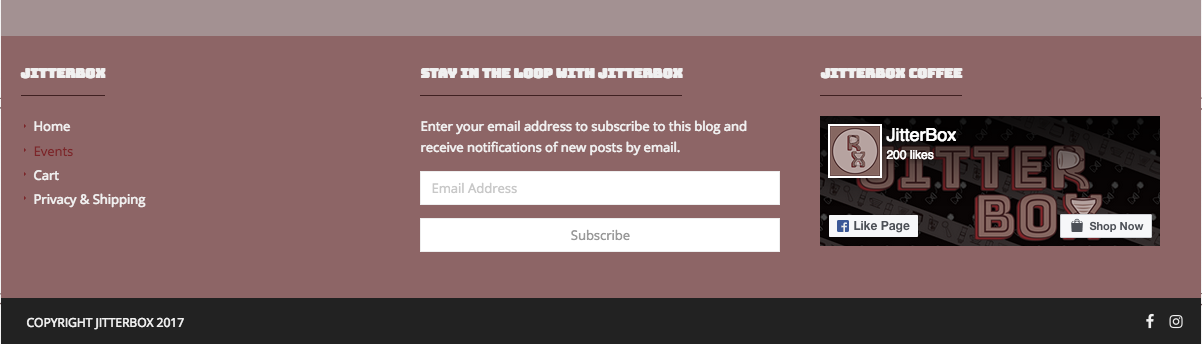 JITTERBOX
Home
Events
Cart
Privacy & Shipping
STAY IN THE LOOP WITH JITTERBOX
Enter your email address to subscribe to this blog and
receive notifications of new posts by email.
Email Address
Subscribe
JITTERBOX COFFEE
RX
JitterBox
200 likes
JITTER
BOX
Like Page
Shop Now
COPYRIGHT JITTERBOX 2017